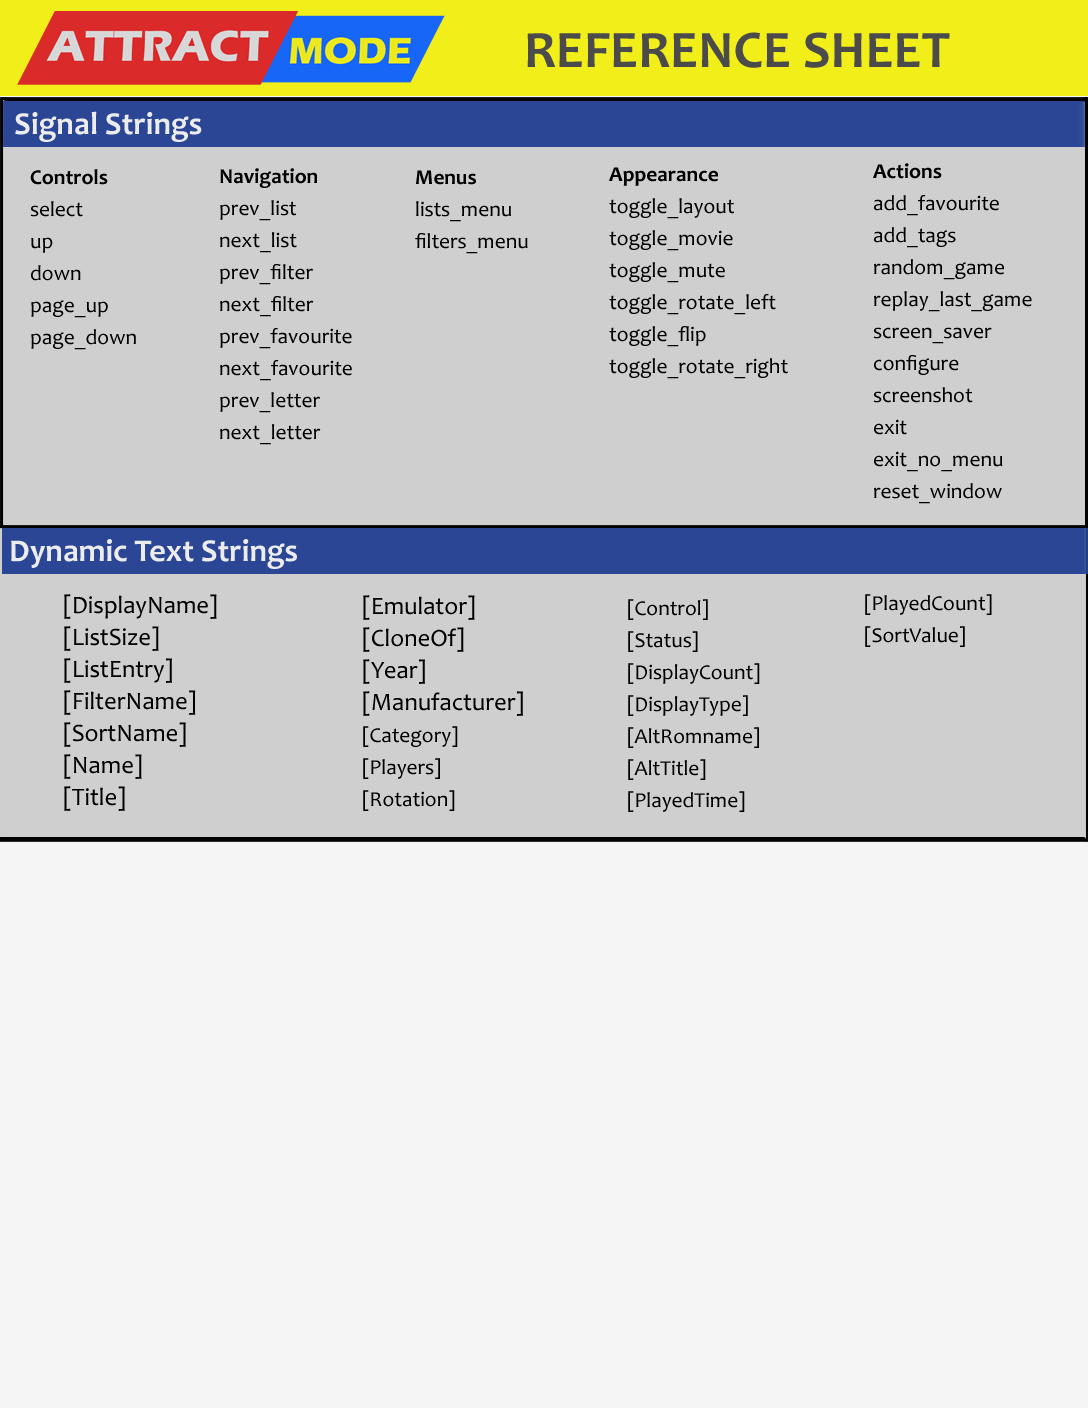 ATTRACT MODE
REFERENCE SHEET
Signal Strings
Controls
select
up
down
page_up
page_down
Navigation
prev_list
next_list
prev_filter
next_filter
prev_favourite
next_favourite
prev_letter
next_letter
Menus
lists_menu
filters_menu
Appearance
toggle_layout
toggle_movie
toggle_mute
toggle_rotate_left
toggle_flip
toggle_rotate_right
Actions
add_favourite
add_tags
random_game
replay_last_game
screen_saver
configure
screenshot
exit
exit_no_menu
reset_window
Dynamic Text Strings
[DisplayName]
[ListSize]
[ListEntry]
[FilterName]
[SortName]
[Name]
[Title]
[Emulator]
[CloneOf]
[Year]
[Manufacturer]
[Category]
[Players]
[Rotation]
[Control]
[Status]
[DisplayCount]
[DisplayType]
[AltRomname]
[AltTitle]
[PlayedTime]
[PlayedCount]
[SortValue]